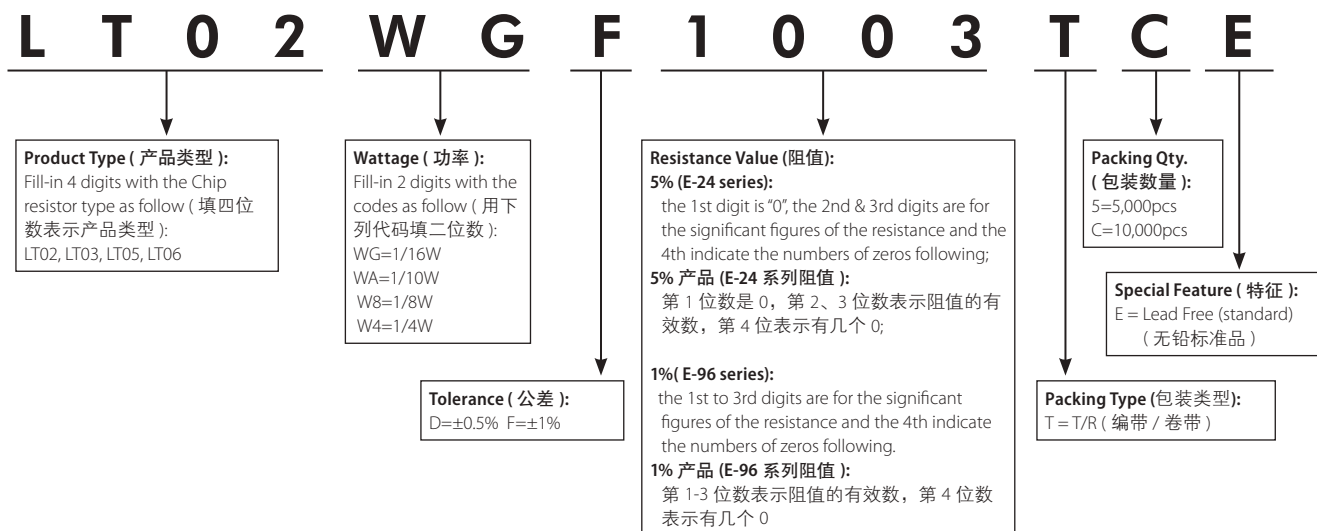 L T 0 2 W G F 1 0 0 3 T C E
Product Type ( 产品类型 ):
Fill-in 4 digits with the Chip
resistor type as follow ( 填四位
数表示产品类型 ):
LT02, LT03, LT05, LT06
Wattage ( 功率 ):
Fill-in 2 digits with the
codes as follow ( 用下
列代码填二位数 ):
WG=1/16W
WA=1/10W
W8=1/8W
W4=1/4W
Tolerance ( 公差 ):
D=±0.5% F=±1%
Resistance Value (阻值):
5% (E-24 series):
the 1st digit is “0”, the 2nd & 3rd digits are for
the significant figures of the resistance and the
4th indicate the numbers of zeros following;
5% 产品 (E-24 系列阻值 ):
第 1 位数是 0，第 2、3 位数表示阻值的有
效数，第 4 位表示有几个 0;
1%( E-96 series):
the 1st to 3rd digits are for the significant
figures of the resistance and the 4th indicate
the numbers of zeros following.
1% 产品 (E-96 系列阻值 ):
第 1-3 位数表示阻值的有效数，第 4 位数
表示有几个 0
Packing Qty.
( 包装数量 ):
5=5,000pcs
C=10,000pcs
Special Feature ( 特征 ):
E = Lead Free (standard)
( 无铅标准品 )
Packing Type (包装类型):
T = T/R ( 编带 / 卷带 )